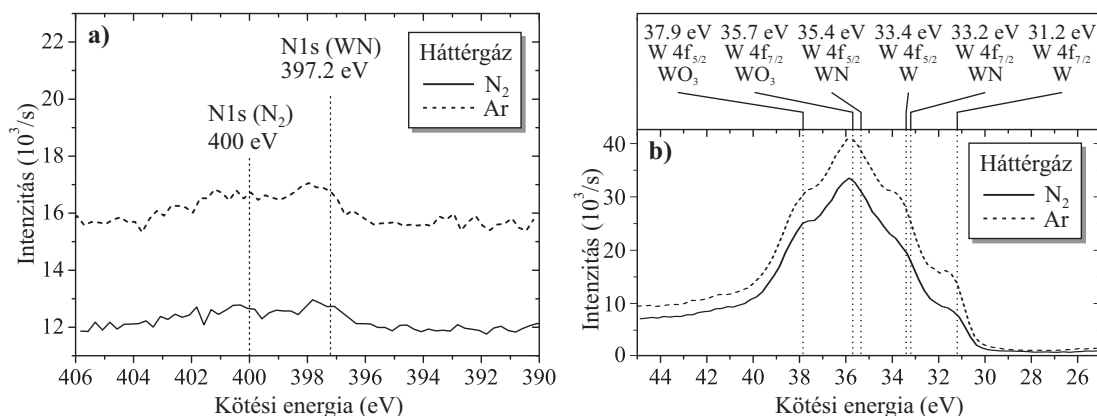 a)
N1s (WN)
397.2 eV
N1s (N₂)
400 eV
Háttérgáz
N₂
Ar
22
20
18
16
14
12
Intenzitás (10³/s)
406 404 402 400 398 396 394 392 390
Kötési energia (eV)
37.9 eV 35.7 eV 35.4 eV 33.4 eV 33.2 eV 31.2 eV
W 4f₅/₂ W 4f₇/₂ W 4f₅/₂ W 4f₅/₂ W 4f₇/₂ W 4f₇/₂
WO₃ WO₃ WN W WN W
b)
Háttérgáz
N₂
Ar
40
30
20
10
0
Intenzitás (10³/s)
44 42 40 38 36 34 32 30 28 26
Kötési energia (eV)